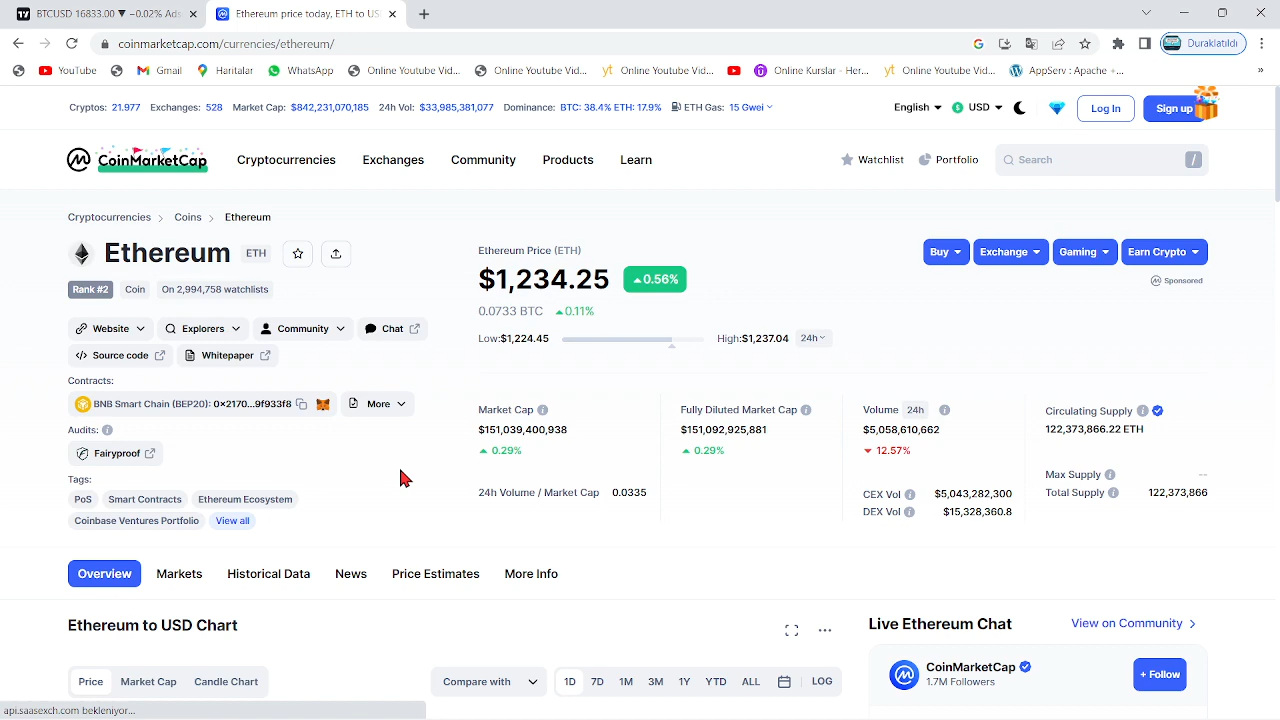 BTCUSD 16833.00 ▼ −0.02% Ads
Ethereum price today, ETH to US
coinmarketcap.com/currencies/ethereum/
Duraklatıldı
YouTube
Gmail
Haritalar
WhatsApp
Online Youtube Vid...
Online Youtube Vid...
Online Youtube Vid...
Online Kurslar - Her...
Online Youtube Vid...
AppServ : Apache +...
»
Cryptos: 21.977 Exchanges: 528 Market Cap: $842,231,070,185 24h Vol: $33,985,381,077 Dominance: BTC: 38.4% ETH: 17.9% ETH Gas: 15 Gwei
English USD
Log In
Sign up
CoinMarketCap
Cryptocurrencies Exchanges Community Products Learn
Watchlist Portfolio
Search /
Cryptocurrencies > Coins > Ethereum
Ethereum ETH
Rank #2 Coin On 2,994,758 watchlists
Website Explorers Community Chat
Source code Whitepaper
Contracts:
BNB Smart Chain (BEP20): 0x2170...9f933f8 More
Audits:
Fairyproof
Tags:
PoS Smart Contracts Ethereum Ecosystem
Coinbase Ventures Portfolio View all
Ethereum Price (ETH)
$1,234.25 0.56%
0.0733 BTC 0.11%
Low:$1,224.45 High:$1,237.04 24h
Buy Exchange Gaming Earn Crypto
Sponsored
Market Cap
$151,039,400,938
0.29%
24h Volume / Market Cap 0.0335
Fully Diluted Market Cap
$151,092,925,881
0.29%
Volume 24h
$5,058,610,662
12.57%
CEX Vol $5,043,282,300
DEX Vol $15,328,360.8
Circulating Supply
122,373,866.22 ETH
Max Supply --
Total Supply 122,373,866
Overview Markets Historical Data News Price Estimates More Info
Ethereum to USD Chart
Price Market Cap Candle Chart
Compare with
1D 7D 1M 3M 1Y YTD ALL LOG
Live Ethereum Chat View on Community >
CoinMarketCap
1.7M Followers
+ Follow
api.saasexch.com bekleniyor...